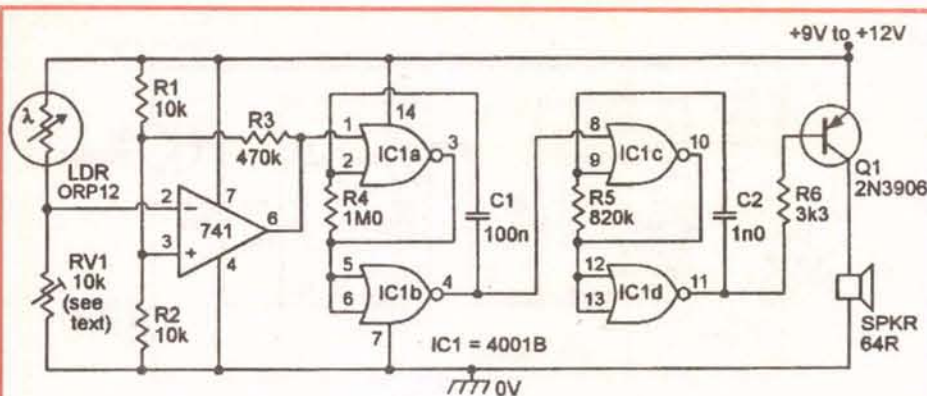 +9V to +12V
R1
10k
R3
470k
λ
LDR
ORP12
1
2
14
3
IC1a
8
9
10
IC1c
Q1
2N3906
R4
1M0
C1
100n
R5
820k
C2
1n0
R6
3k3
2
3
7
741
6
4
RV1
10k
(see
text)
R2
10k
5
6
4
IC1b
7
12
13
11
IC1d
SPKR
64R
IC1 = 4001B
0V